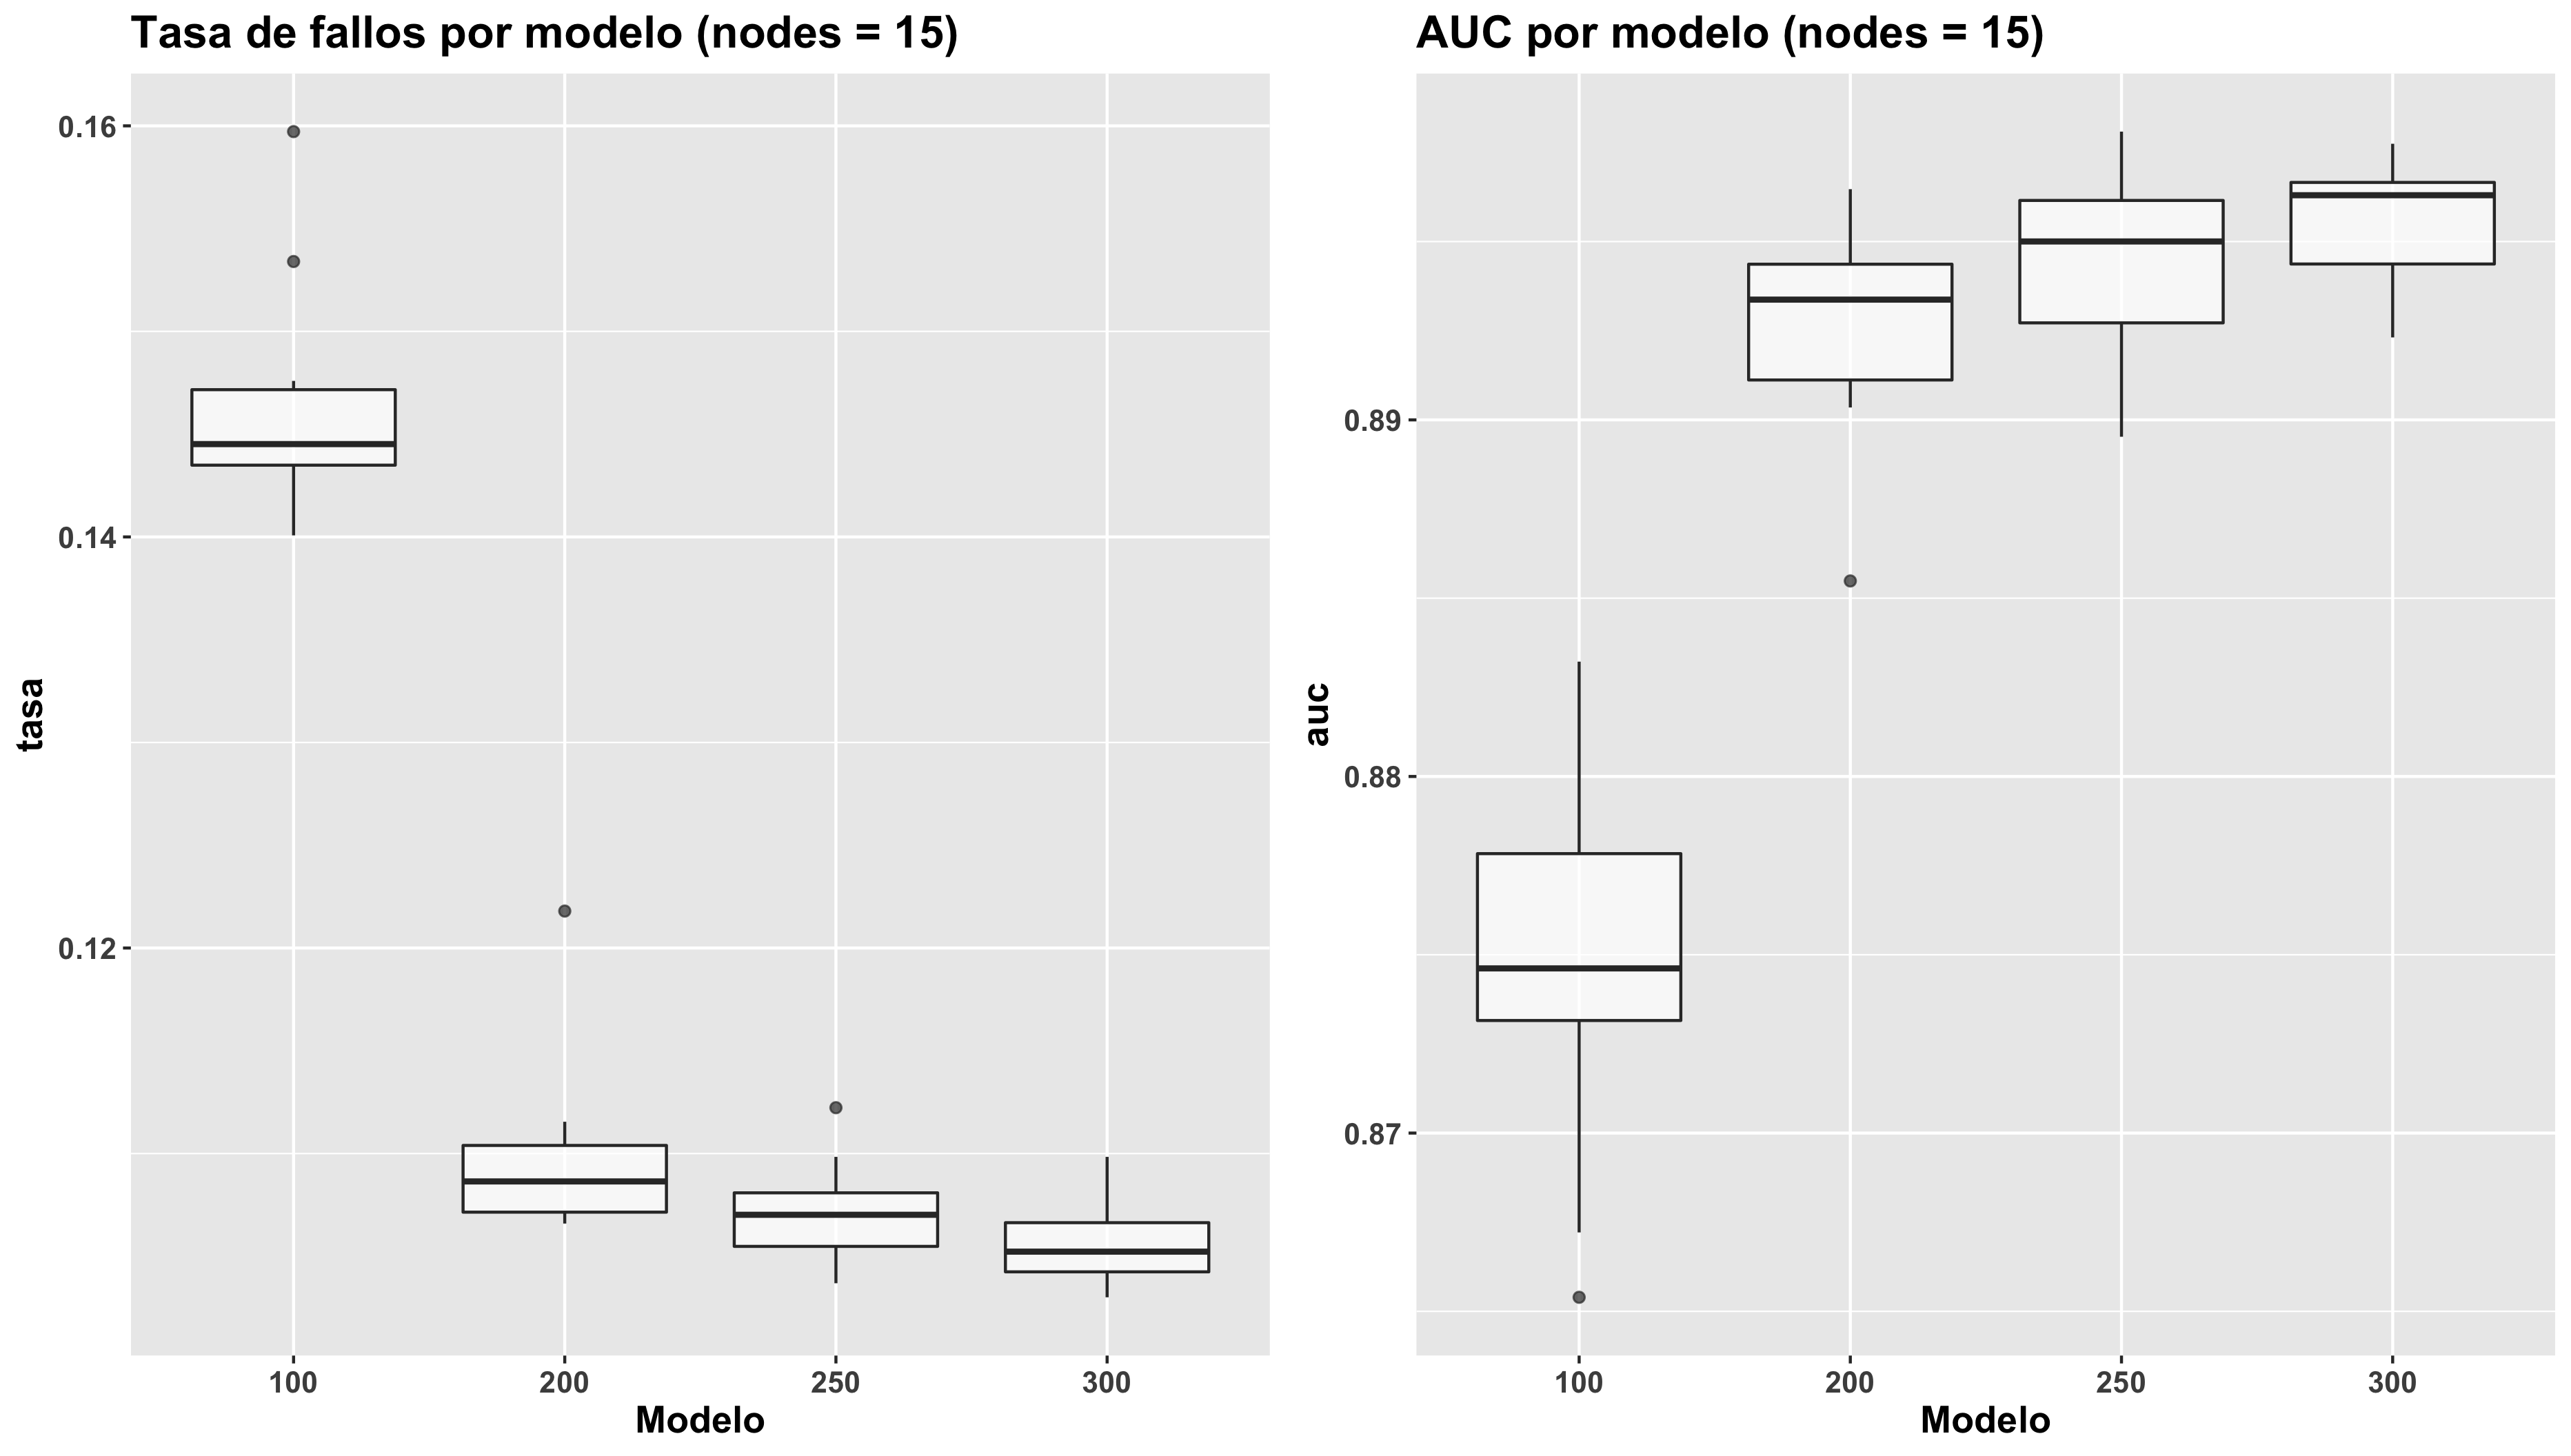 Tasa de fallos por modelo (nodes = 15)
0.16
0.14
0.12
tasa
100 200 250 300
Modelo
AUC por modelo (nodes = 15)
0.89
0.88
0.87
auc
100 200 250 300
Modelo